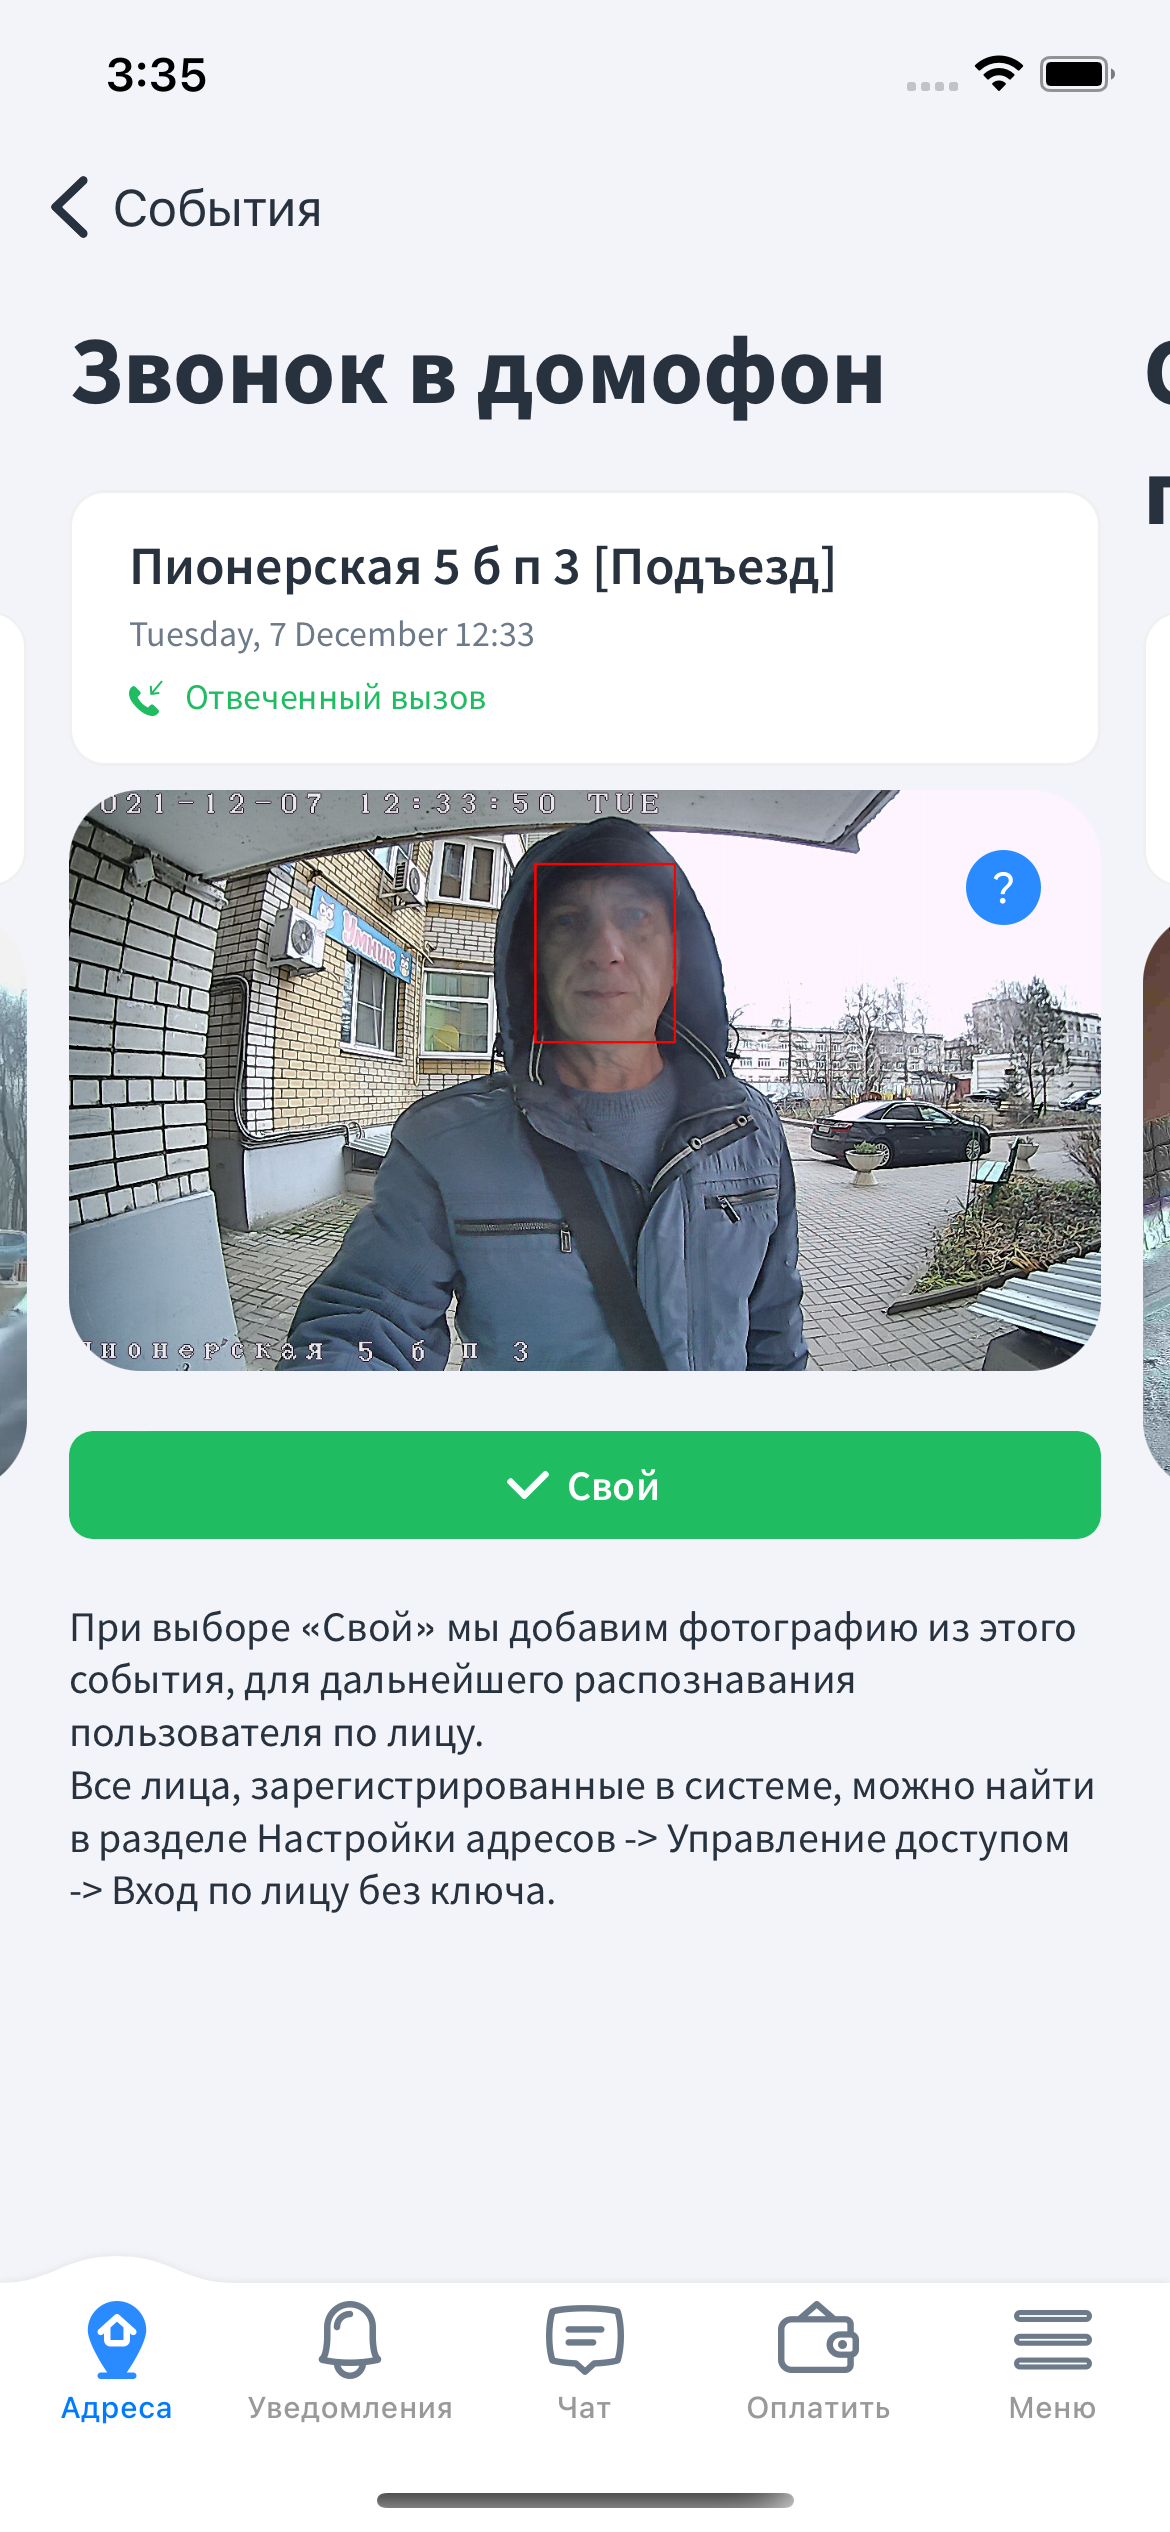 3:35
События
Звонок в домофон
Пионерская 5 б п 3 [Подъезд]
Tuesday, 7 December 12:33
Отвеченный вызов
021-12-07 12:33:50 TUE
?
Умник
ионерская 5 б п 3
Свой
При выборе «Свой» мы добавим фотографию из этого
события, для дальнейшего распознавания
пользователя по лицу.
Все лица, зарегистрированные в системе, можно найти
в разделе Настройки адресов -> Управление доступом
-> Вход по лицу без ключа.
Адреса
Уведомления
Чат
Оплатить
Меню